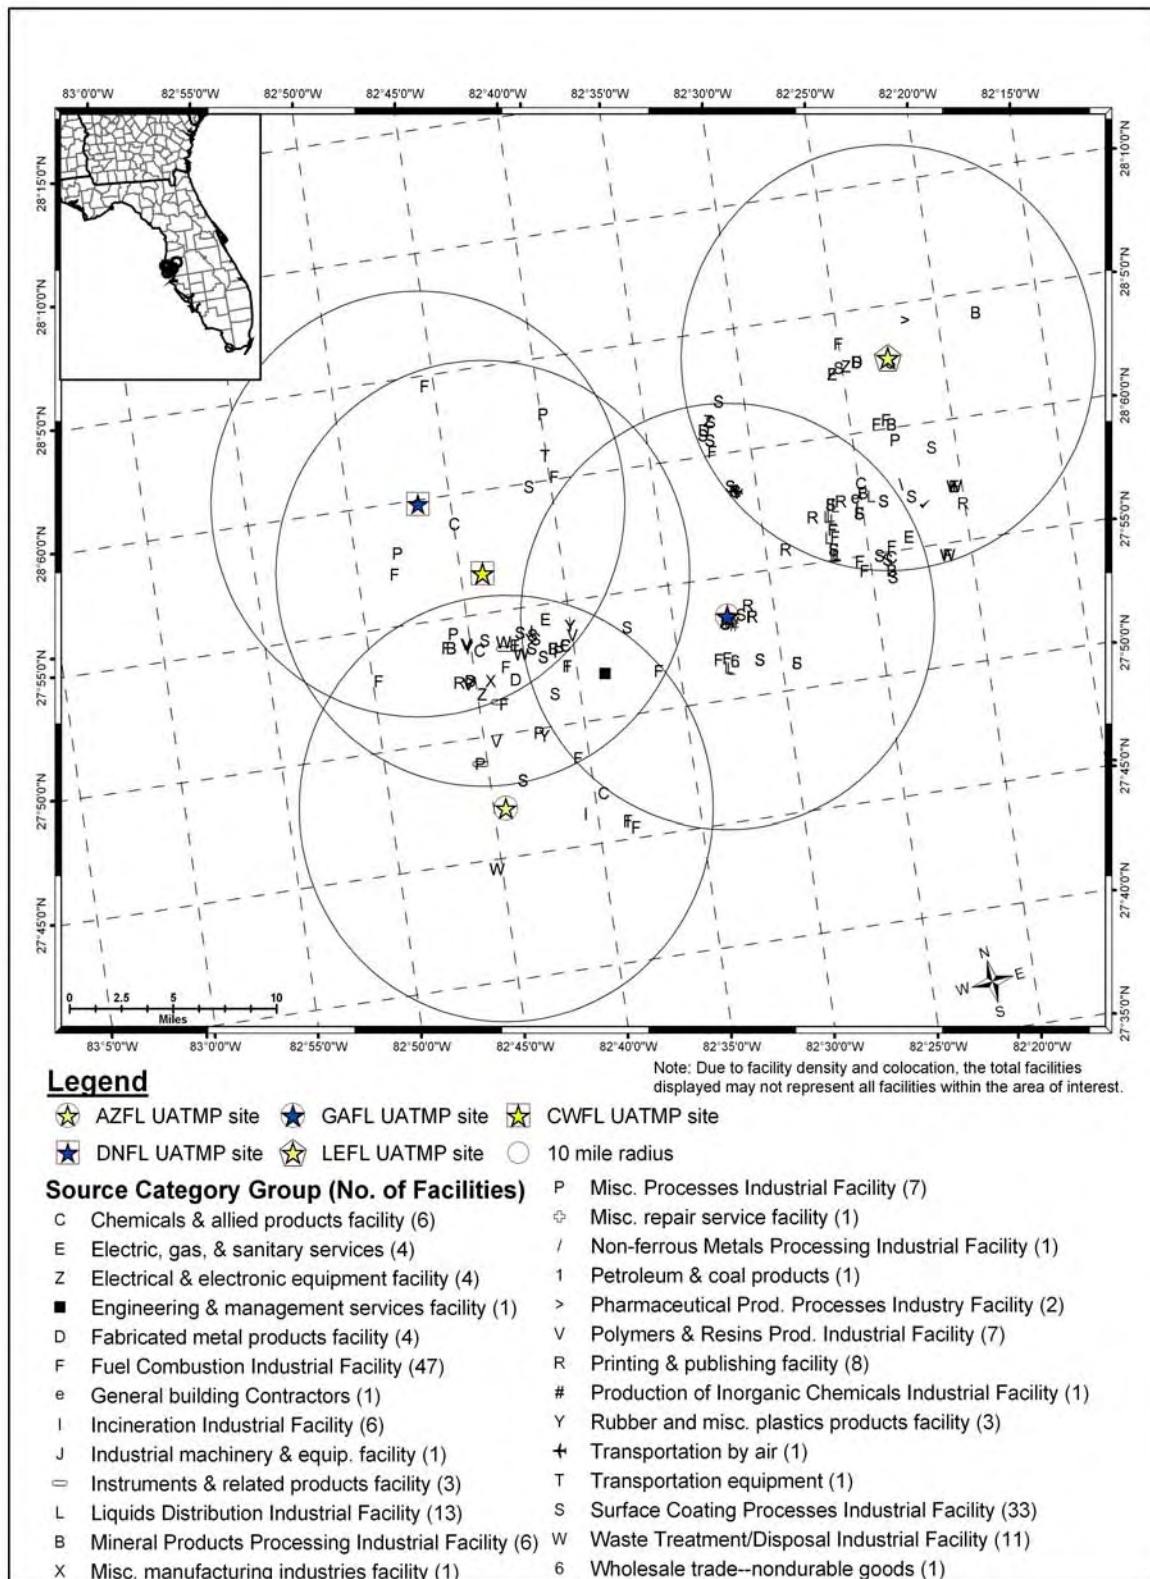 83°0'0"W 82°55'0"W 82°50'0"W 82°45'0"W 82°40'0"W 82°35'0"W 82°30'0"W 82°25'0"W 82°20'0"W 82°15'0"W
28°15'0"N
28°10'0"N
28°5'0"N
28°60'0"N
27°55'0"N
27°50'0"N
27°45'0"N
28°10'0"N
28°5'0"N
28°60'0"N
27°55'0"N
27°50'0"N
27°45'0"N
27°40'0"N
27°35'0"N
N
W E
S
0 2.5 5 10
Miles
83°5'0"W 82°55'0"W 82°50'0"W 82°45'0"W 82°40'0"W 82°35'0"W 82°30'0"W 82°25'0"W 82°20'0"W
Note: Due to facility density and colocation, the total facilities
displayed may not represent all facilities within the area of interest.
Legend
AZFL UATMP site GAFL UATMP site CWFL UATMP site
DNFL UATMP site LEFL UATMP site 10 mile radius
Source Category Group (No. of Facilities)
C Chemicals & allied products facility (6)
E Electric, gas, & sanitary services (4)
Z Electrical & electronic equipment facility (4)
Engineering & management services facility (1)
D Fabricated metal products facility (4)
F Fuel Combustion Industrial Facility (47)
e General building Contractors (1)
I Incineration Industrial Facility (6)
J Industrial machinery & equip. facility (1)
Instruments & related products facility (3)
L Liquids Distribution Industrial Facility (13)
B Mineral Products Processing Industrial Facility (6)
X Misc. manufacturing industries facility (1)
P Misc. Processes Industrial Facility (7)
Misc. repair service facility (1)
/ Non-ferrous Metals Processing Industrial Facility (1)
1 Petroleum & coal products (1)
> Pharmaceutical Prod. Processes Industry Facility (2)
V Polymers & Resins Prod. Industrial Facility (7)
R Printing & publishing facility (8)
# Production of Inorganic Chemicals Industrial Facility (1)
Y Rubber and misc. plastics products facility (3)
Transportation by air (1)
T Transportation equipment (1)
S Surface Coating Processes Industrial Facility (33)
W Waste Treatment/Disposal Industrial Facility (11)
6 Wholesale trade--nondurable goods (1)